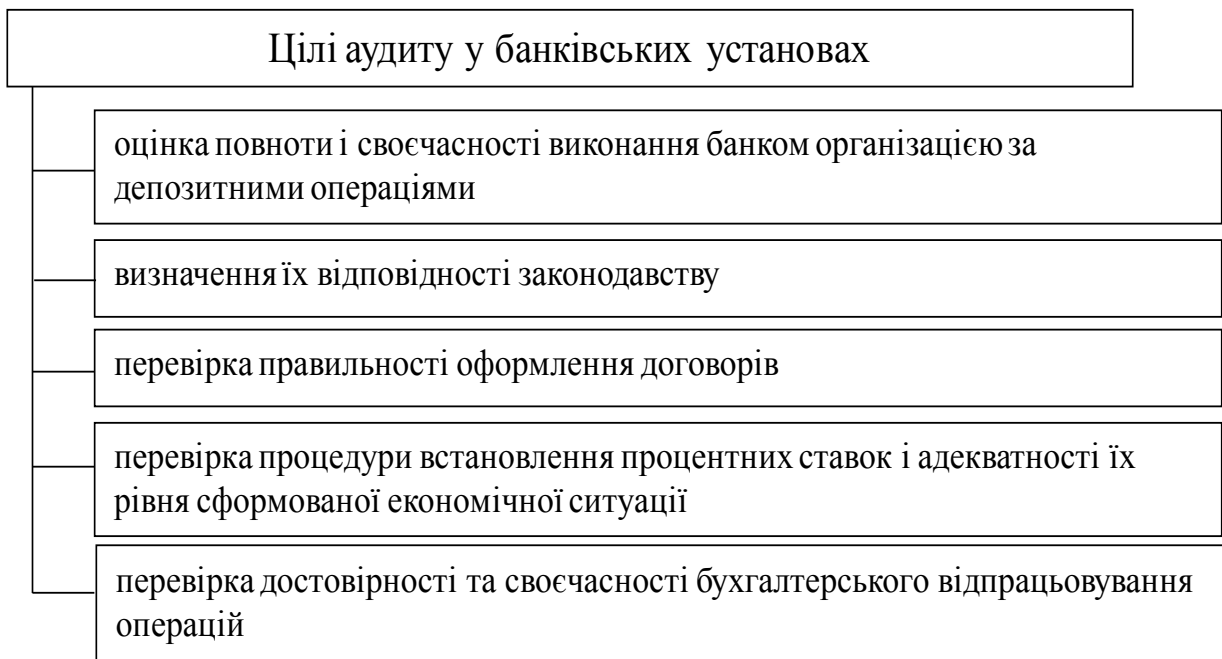 Цілі аудиту у банківських установах
оцінка повноти і своєчасності виконання банком організацією за
депозитними операціями
визначення їх відповідності законодавству
перевірка правильності оформлення договорів
перевірка процедури встановлення процентних ставок і адекватності їх
рівня сформованої економічної ситуації
перевірка достовірності та своєчасності бухгалтерського відпрацьовування
операцій